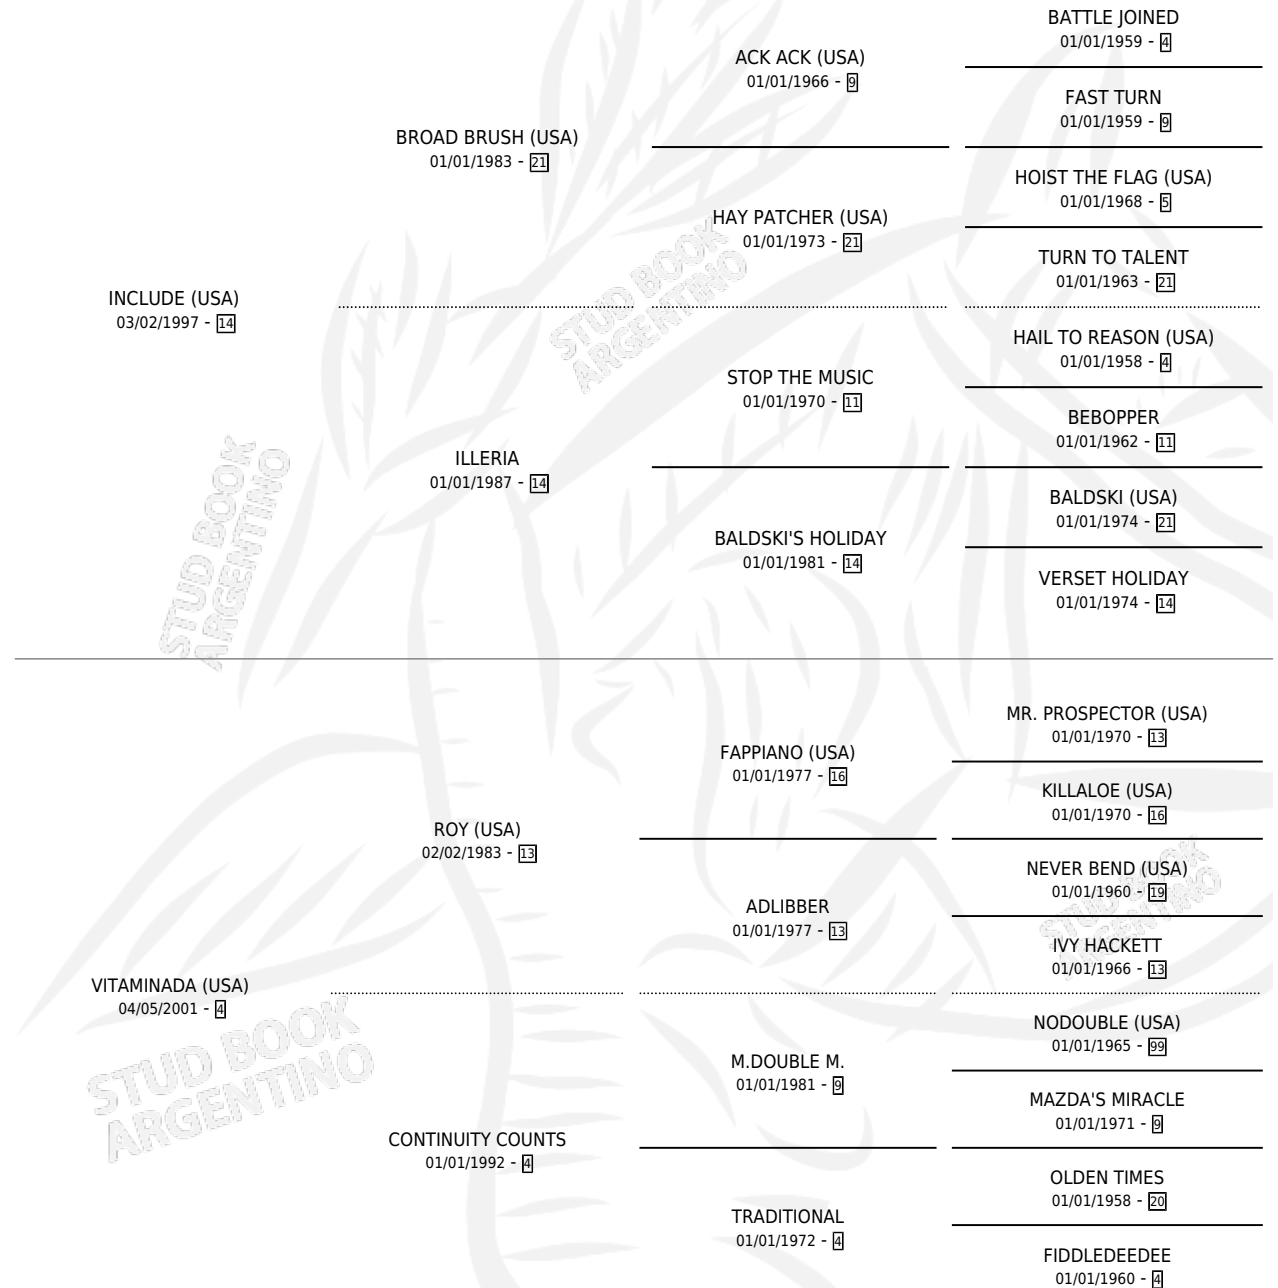 BATTLE JOINED
01/01/1959 - 4
ACK ACK (USA)
01/01/1966 - 9
FAST TURN
01/01/1959 - 9
BROAD BRUSH (USA)
01/01/1983 - 21
HOIST THE FLAG (USA)
01/01/1968 - 5
HAY PATCHER (USA)
01/01/1973 - 21
TURN TO TALENT
01/01/1963 - 21
INCLUDE (USA)
03/02/1997 - 14
STUD BOOK
ARGENTINO
HAIL TO REASON (USA)
01/01/1958 - 4
STOP THE MUSIC
01/01/1970 - 11
BEBOPPER
01/01/1962 - 11
ILLERIA
01/01/1987 - 14
BALDSKI (USA)
01/01/1974 - 21
BALDSKI'S HOLIDAY
01/01/1981 - 14
VERSET HOLIDAY
01/01/1974 - 14
STUD BOOK
ARGENTINO
MR. PROSPECTOR (USA)
01/01/1970 - 13
FAPPIANO (USA)
01/01/1977 - 16
KILLALOE (USA)
01/01/1970 - 16
ROY (USA)
02/02/1983 - 13
NEVER BEND (USA)
01/01/1960 - 19
ADLIBBER
01/01/1977 - 13
STUD BOOK
ARGENTINO
IVY HACKETT
01/01/1966 - 13
VITAMINADA (USA)
04/05/2001 - 4
STUD BOOK
ARGENTINO
NODOUBLE (USA)
01/01/1965 - 99
M.DOUBLE M.
01/01/1981 - 9
MAZDA'S MIRACLE
01/01/1971 - 9
CONTINUITY COUNTS
01/01/1992 - 4
OLDEN TIMES
01/01/1958 - 20
TRADITIONAL
01/01/1972 - 4
FIDDLEDEEDEE
01/01/1960 - 4